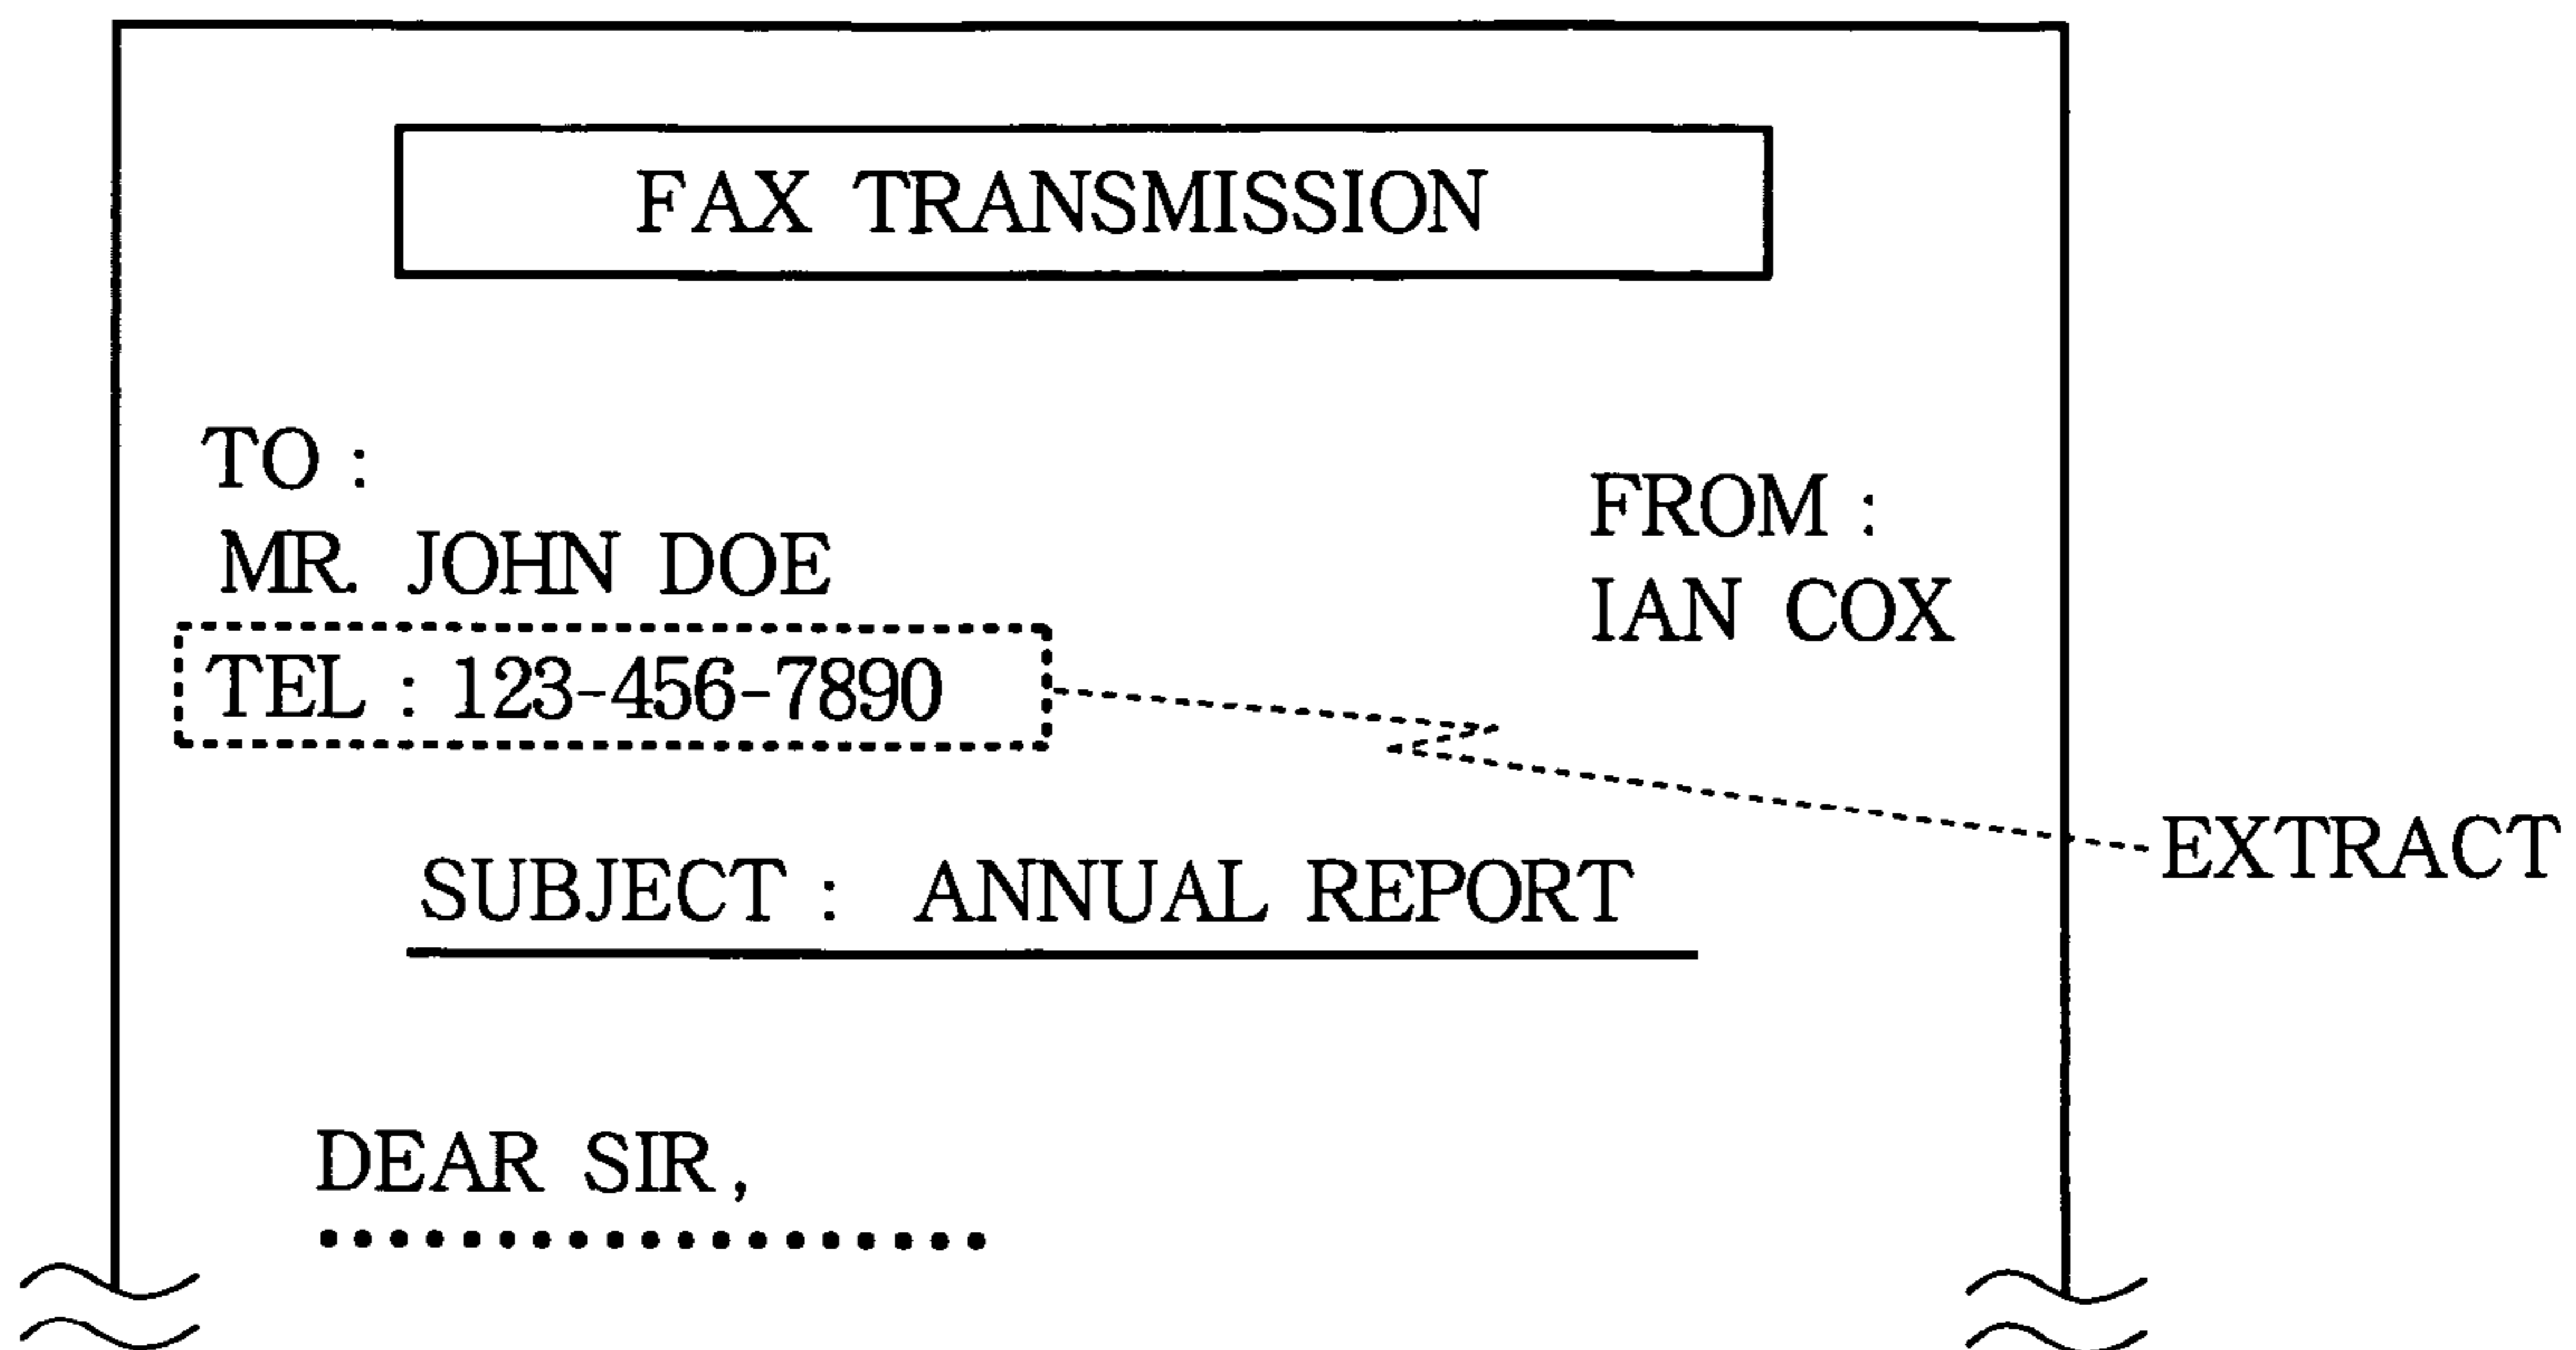 FAX TRANSMISSION
TO :
MR. JOHN DOE
TEL : 123-456-7890
FROM :
IAN COX
EXTRACT
SUBJECT : ANNUAL REPORT
DEAR SIR,